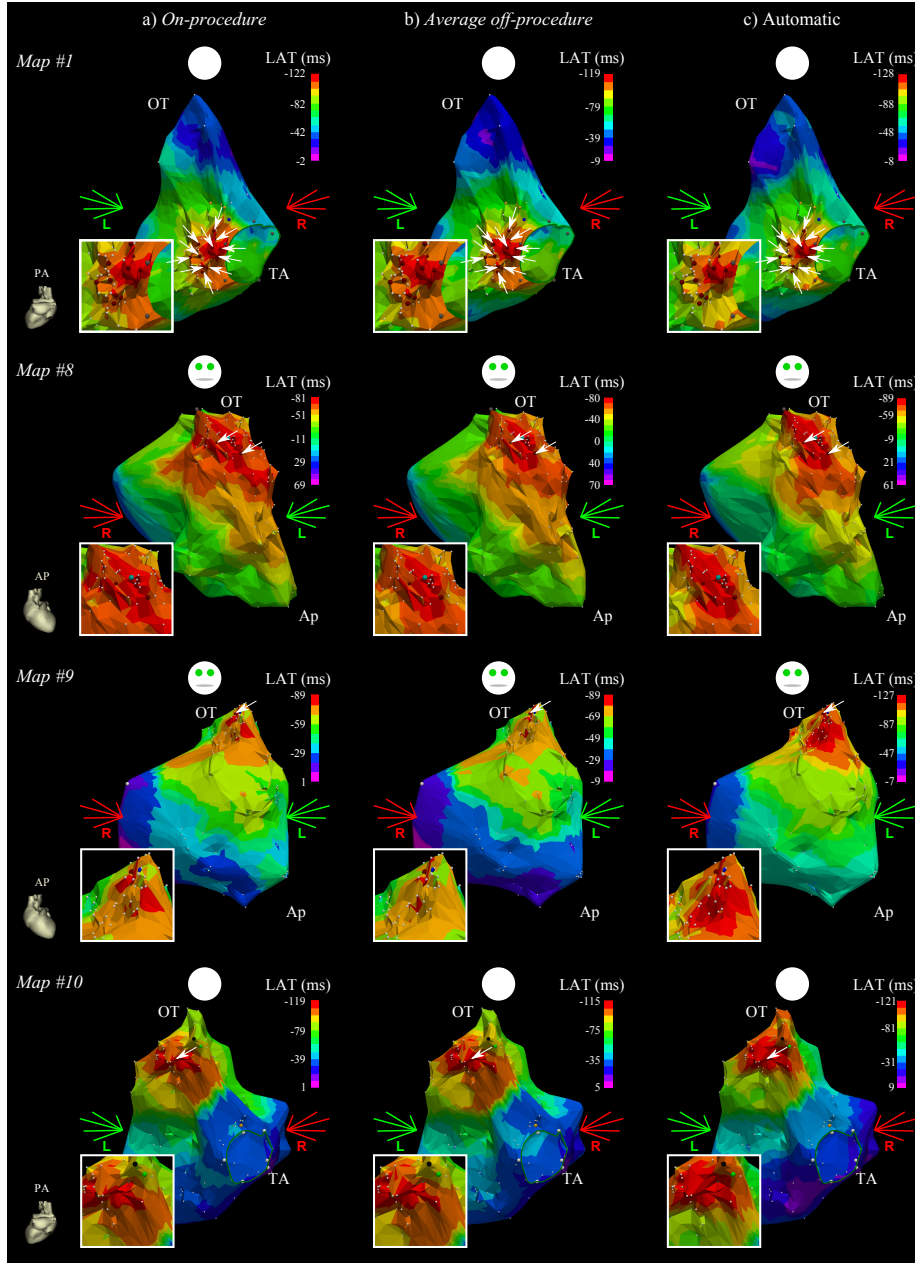 a) On-procedure
b) Average off-procedure
c) Automatic
Map #1
LAT (ms)
-122
-82
-42
-2
OT
L
R
TA
PA
LAT (ms)
-119
-79
-39
-9
OT
L
R
TA
LAT (ms)
-128
-88
-48
-8
OT
L
R
TA
Map #8
LAT (ms)
-81
-51
-11
29
69
OT
R
L
Ap
AP
LAT (ms)
-80
-40
0
40
70
OT
R
L
Ap
LAT (ms)
-89
-59
-19
21
61
OT
R
L
Ap
Map #9
LAT (ms)
-89
-59
-29
1
OT
R
L
Ap
AP
LAT (ms)
-89
-69
-49
-29
-9
OT
R
L
Ap
LAT (ms)
-127
-87
-47
-7
OT
R
L
Ap
Map #10
LAT (ms)
-119
-79
-39
1
OT
L
R
TA
PA
LAT (ms)
-115
-75
-35
5
OT
L
R
TA
LAT (ms)
-121
-81
-31
9
OT
L
R
TA